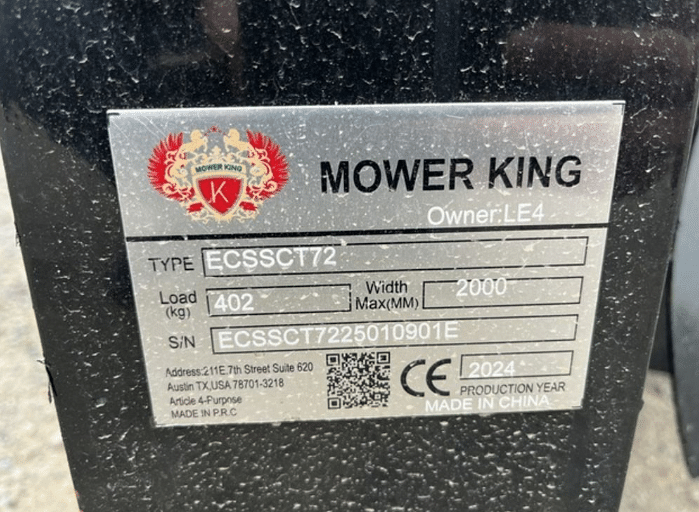 MOWER KING
K
MOWER KING
Owner:LE4
TYPE ECSSCT72
Load (kg) 402 Width Max(MM) 2000
S/N ECSSCT7225010901E
Address:211E,7th Street Suite 620
Austin TX,USA 78701-3218
Article 4-Purpose
MADE IN P.R.C
CE 2024
PRODUCTION YEAR
MADE IN CHINA